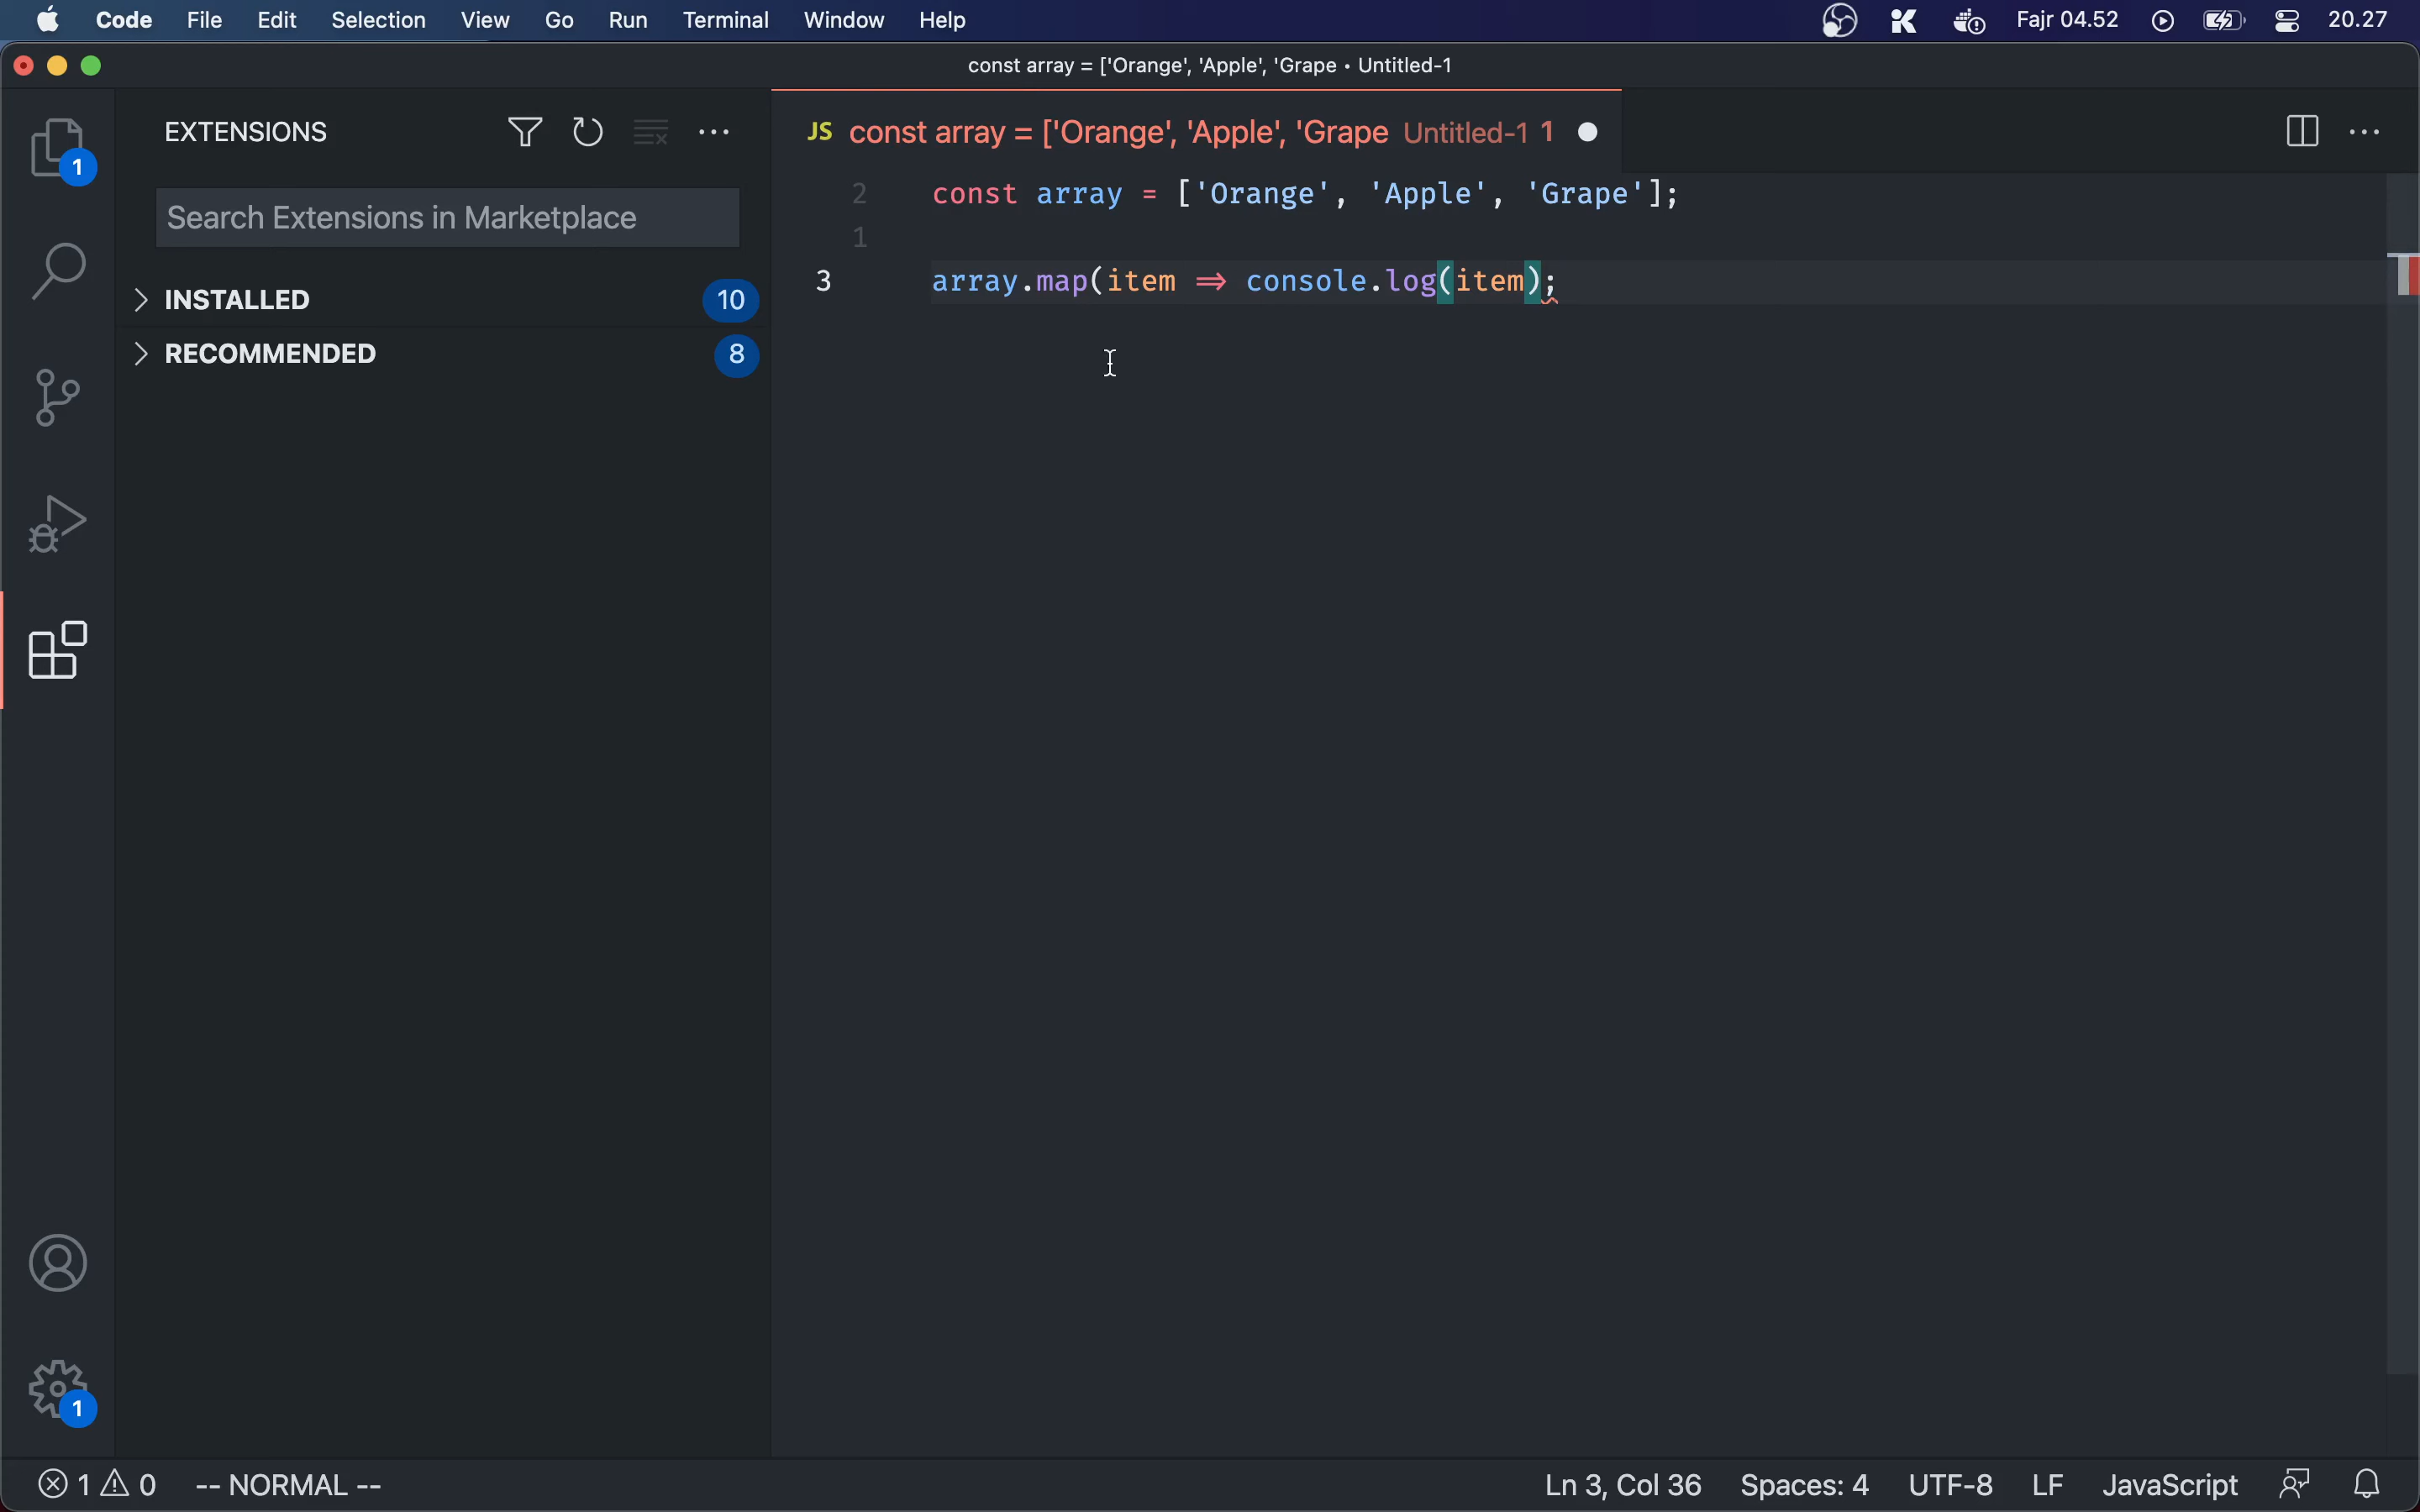 Code File Edit Selection View Go Run Terminal Window Help Fajr 04.52 20.27
const array = ['Orange', 'Apple', 'Grape • Untitled-1
EXTENSIONS
JS const array = ['Orange', 'Apple', 'Grape Untitled-1 1
1
Search Extensions in Marketplace
INSTALLED 10
RECOMMENDED 8
2 const array = ['Orange', 'Apple', 'Grape'];
1
3 array.map(item => console.log(item);
1
1 0 -- NORMAL -- Ln 3, Col 36 Spaces: 4 UTF-8 LF JavaScript